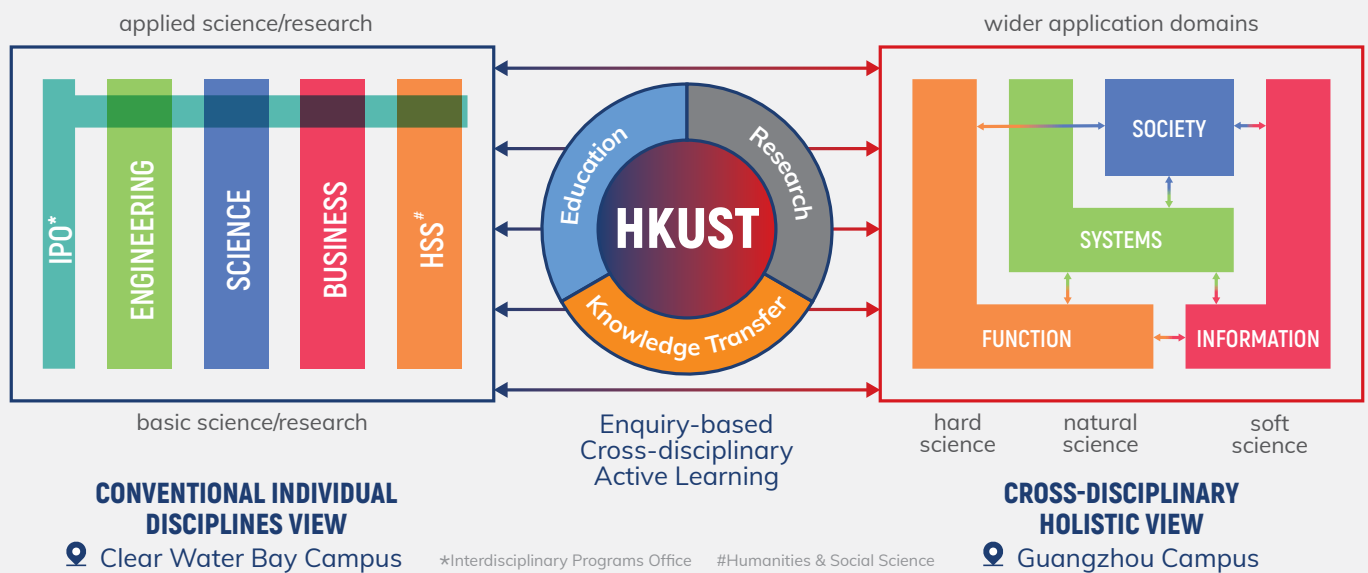 applied science/research
IPO*
ENGINEERING
SCIENCE
BUSINESS
HSS#
basic science/research
CONVENTIONAL INDIVIDUAL
DISCIPLINES VIEW
Clear Water Bay Campus
Education
Research
HKUST
Knowledge Transfer
Enquiry-based
Cross-disciplinary
Active Learning
*Interdisciplinary Programs Office #Humanities & Social Science
wider application domains
SOCIETY
SYSTEMS
FUNCTION
INFORMATION
hard
science
natural
science
soft
science
CROSS-DISCIPLINARY
HOLISTIC VIEW
Guangzhou Campus